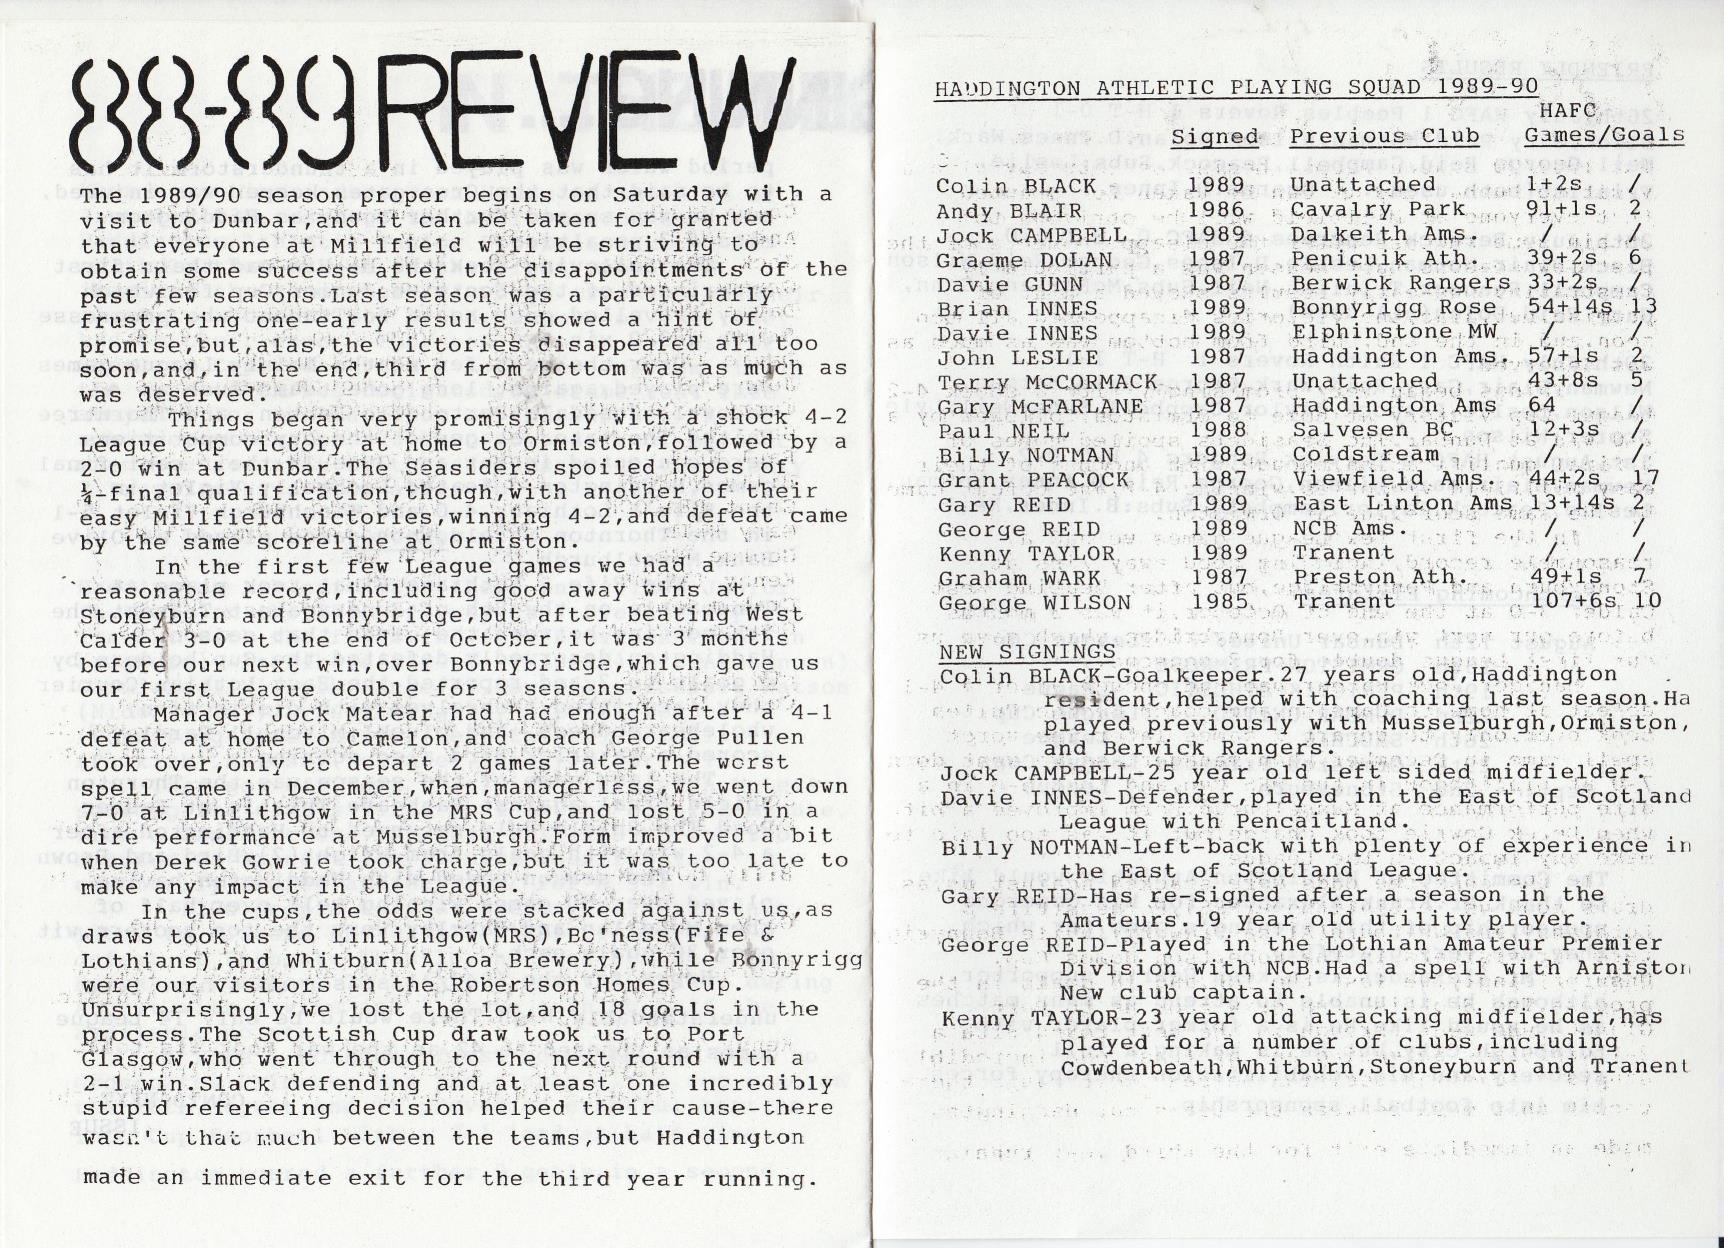 88-89 REVIEW
The 1989/90 season proper begins on Saturday with a
visit to Dunbar,and it can be taken for granted
that everyone at Millfield will be striving to
obtain some success after the disappointments of the
past few seasons.Last season was a particularly
frustrating one-early results showed a hint of
promise,but,alas,the victories disappeared all too
soon,and,in the end,third from bottom was as much as
was deserved.
Things began very promisingly with a shock 4-2
League Cup victory at home to Ormiston,followed by a
2-0 win at Dunbar.The Seasiders spoiled hopes of
¼-final qualification,though,with another of their
easy Millfield victories,winning 4-2,and defeat came
by the same scoreline at Ormiston.
In the first few League games we had a
reasonable record,including good away wins at
Stoneyburn and Bonnybridge,but after beating West
Calder 3-0 at the end of October,it was 3 months
before our next win,over Bonnybridge,which gave us
our first League double for 3 seasons.
Manager Jock Matear had had enough after a 4-1
defeat at home to Camelon,and coach George Pullen
took over,only to depart 2 games later.The worst
spell came in December,when,managerless,we went down
7-0 at Linlithgow in the MRS Cup,and lost 5-0 in a
dire performance at Musselburgh.Form improved a bit
when Derek Gowrie took charge,but it was too late to
make any impact in the League.
In the cups,the odds were stacked against us,as
draws took us to Linlithgow(MRS),Bo'ness(Fife &
Lothians),and Whitburn(Alloa Brewery),while Bonnyrigg
were our visitors in the Robertson Homes Cup.
Unsurprisingly,we lost the lot,and 18 goals in the
process.The Scottish Cup draw took us to Port
Glasgow,who went through to the next round with a
2-1 win.Slack defending and at least one incredibly
stupid refereeing decision helped their cause-there
wasn't that much between the teams,but Haddington
made an immediate exit for the third year running.
HADDINGTON ATHLETIC PLAYING SQUAD 1989-90
HAFC
Signed Previous Club Games/Goals
Colin BLACK 1989 Unattached 1+2s /
Andy BLAIR 1986 Cavalry Park 91+1s 2
Jock CAMPBELL 1989 Dalkeith Ams. / /
Graeme DOLAN 1987 Penicuik Ath. 39+2s 6
Davie GUNN 1987 Berwick Rangers 33+2s /
Brian INNES 1989 Bonnyrigg Rose 54+14s 13
Davie INNES 1989 Elphinstone MW / /
John LESLIE 1987 Haddington Ams. 57+1s 2
Terry McCORMACK 1987 Unattached 43+8s 5
Gary McFARLANE 1987 Haddington Ams 64 /
Paul NEIL 1988 Salvesen BC 12+3s /
Billy NOTMAN 1989 Coldstream / /
Grant PEACOCK 1987 Viewfield Ams. 44+2s 17
Gary REID 1989 East Linton Ams 13+14s 2
George REID 1989 NCB Ams. / /
Kenny TAYLOR 1989 Tranent / /
Graham WARK 1987 Preston Ath. 49+1s 7
George WILSON 1985 Tranent 107+6s 10
NEW SIGNINGS
Colin BLACK-Goalkeeper.27 years old,Haddington
resident,helped with coaching last season.Ha
played previously with Musselburgh,Ormiston,
and Berwick Rangers.
Jock CAMPBELL-25 year old left sided midfielder.
Davie INNES-Defender,played in the East of Scotland
League with Pencaitland.
Billy NOTMAN-Left-back with plenty of experience in
the East of Scotland League.
Gary REID-Has re-signed after a season in the
Amateurs.19 year old utility player.
George REID-Played in the Lothian Amateur Premier
Division with NCB.Had a spell with Arniston
New club captain.
Kenny TAYLOR-23 year old attacking midfielder,has
played for a number of clubs,including
Cowdenbeath,Whitburn,Stoneyburn and Tranent